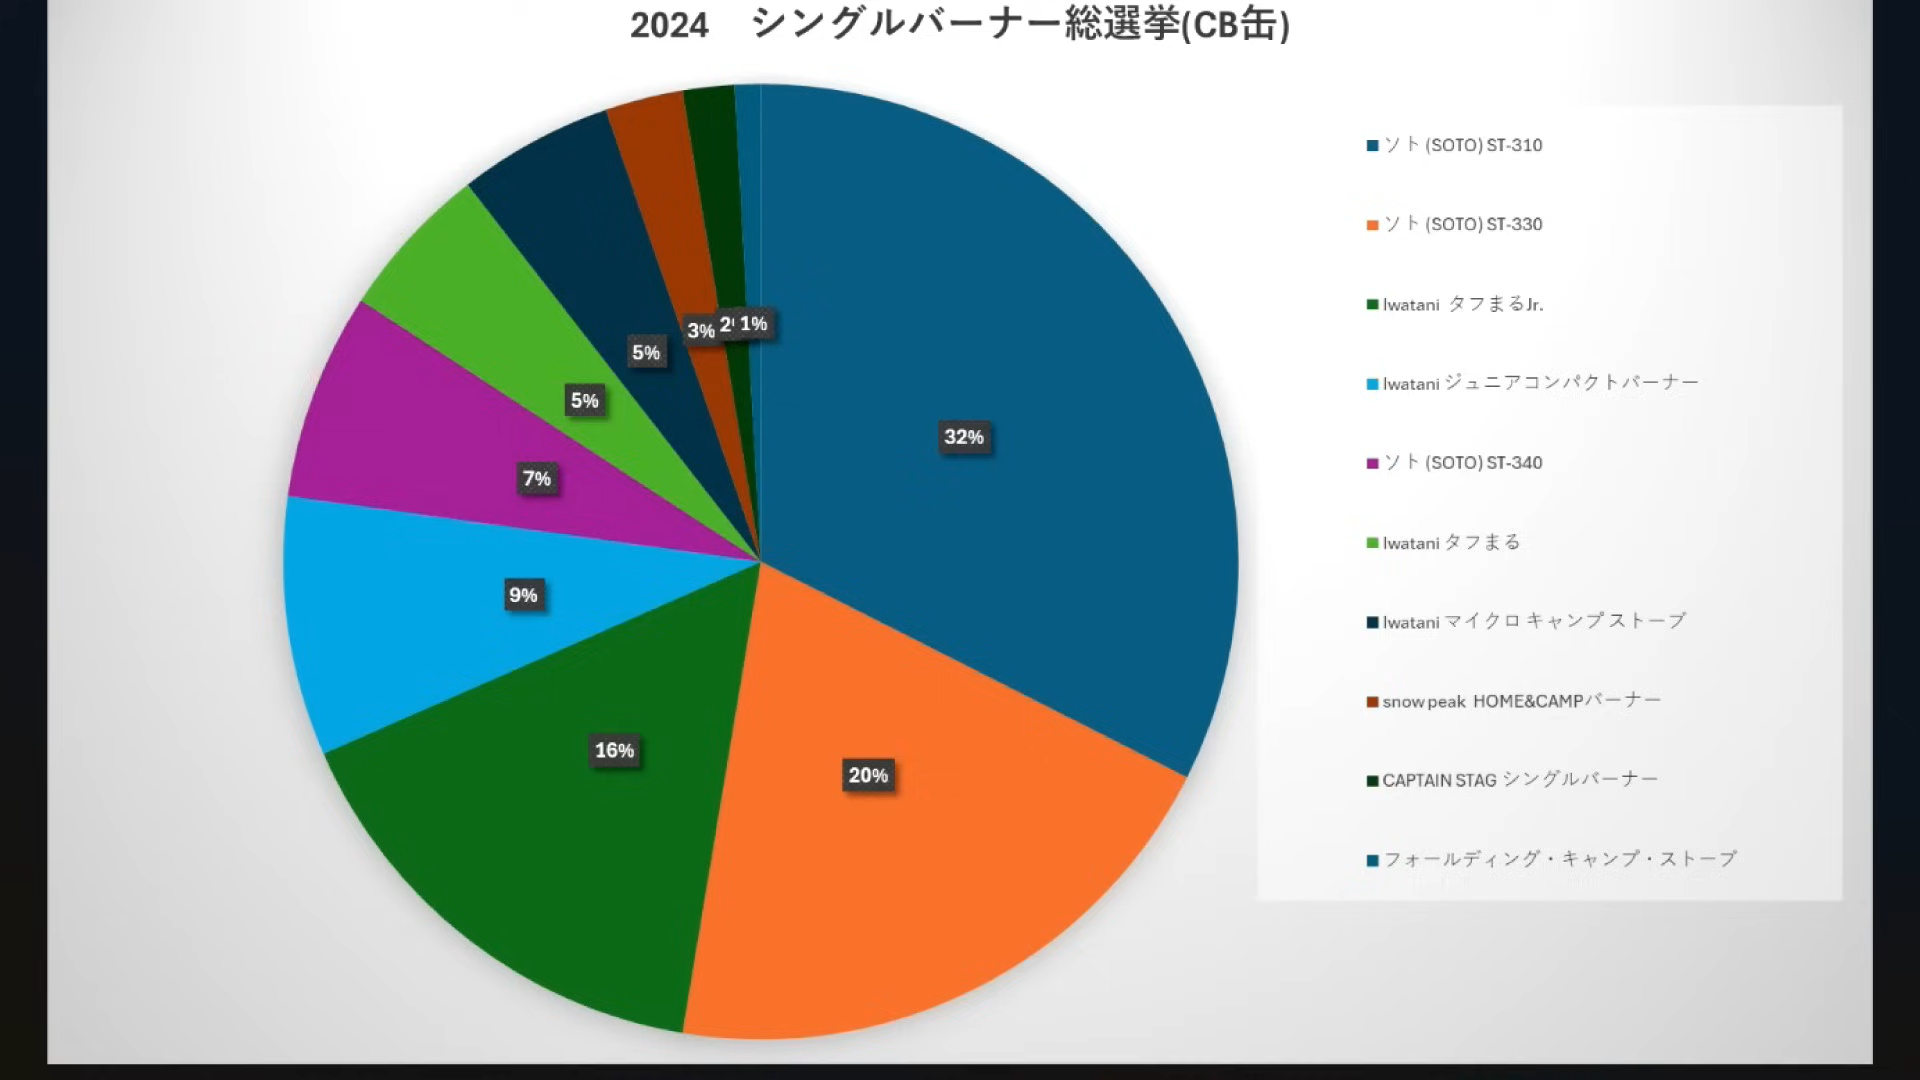 2024　シングルバーナー総選挙(CB缶)
32%
20%
16%
9%
7%
5%
5%
3%
2
1%
ソト (SOTO) ST-310
ソト (SOTO) ST-330
Iwatani タフまるJr.
Iwatani ジュニアコンパクトバーナー
ソト (SOTO) ST-340
Iwatani タフまる
Iwatani マイクロ キャンプ ストーブ
snow peak HOME&CAMPバーナー
CAPTAIN STAG シングルバーナー
フォールディング・キャンプ・ストーブ